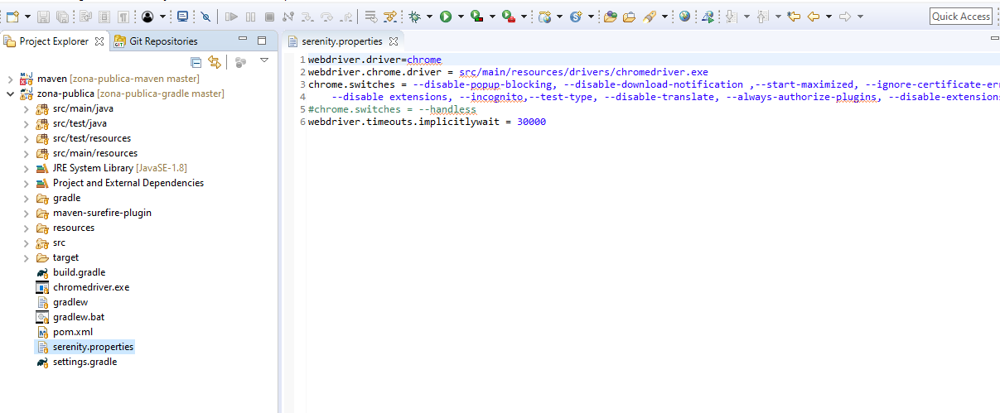 Quick Access
Project Explorer
Git Repositories
maven [zona-publica-maven master]
zona-publica [zona-publica-gradle master]
src/main/java
src/test/java
src/test/resources
src/main/resources
JRE System Library [JavaSE-1.8]
Project and External Dependencies
gradle
maven-surefire-plugin
resources
src
target
build.gradle
chromedriver.exe
gradlew
gradlew.bat
pom.xml
serenity.properties
settings.gradle
serenity.properties
1 webdriver.driver=chrome
2 webdriver.chrome.driver = src/main/resources/drivers/chromedriver.exe
3 chrome.switches = --disable-popup-blocking, --disable-download-notification ,--start-maximized, --ignore-certificate-er
4 --disable extensions, --incognito,--test-type, --disable-translate, --always-authorize-plugins, --disable-extensions
5 #chrome.switches = --handless
6 webdriver.timeouts.implicitlywait = 30000